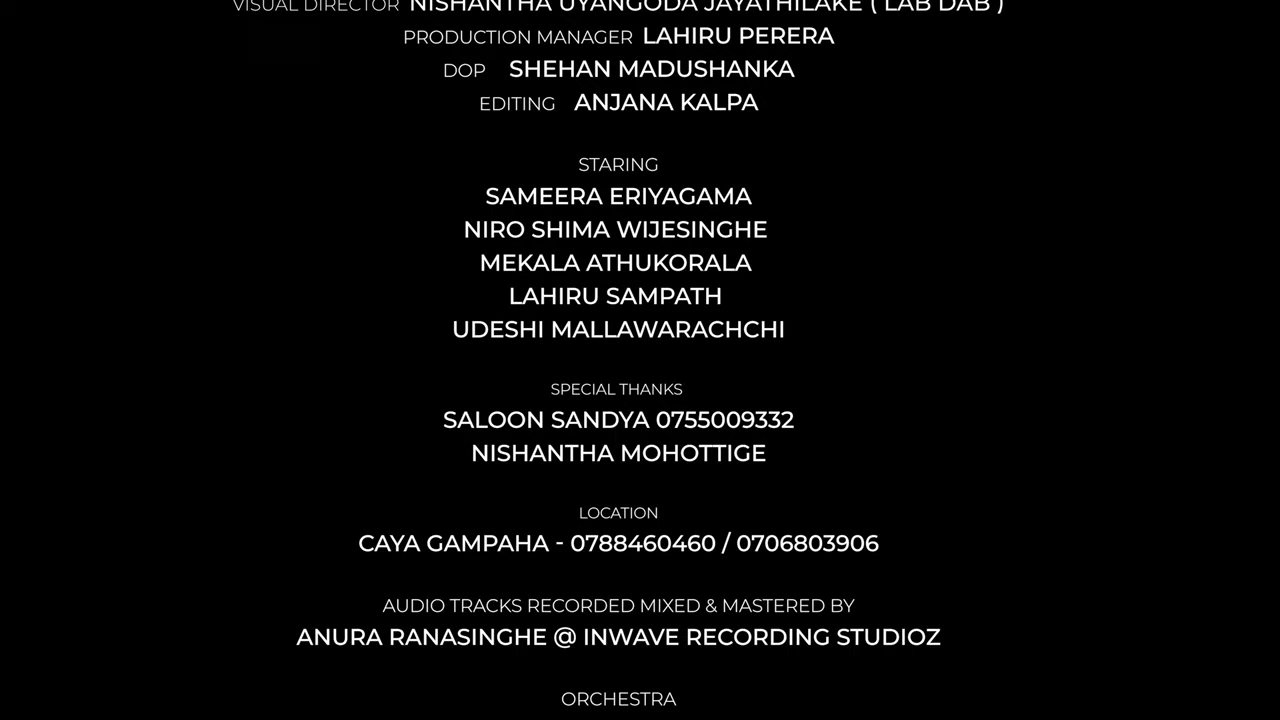 VISUAL DIRECTOR NISHANTHA UYANGODA JAYATHILAKE ( LAB DAB )
PRODUCTION MANAGER LAHIRU PERERA
DOP SHEHAN MADUSHANKA
EDITING ANJANA KALPA
STARING
SAMEERA ERIYAGAMA
NIRO SHIMA WIJESINGHE
MEKALA ATHUKORALA
LAHIRU SAMPATH
UDESHI MALLAWARACHCHI
SPECIAL THANKS
SALOON SANDYA 0755009332
NISHANTHA MOHOTTIGE
LOCATION
CAYA GAMPAHA - 0788460460 / 0706803906
AUDIO TRACKS RECORDED MIXED & MASTERED BY
ANURA RANASINGHE @ INWAVE RECORDING STUDIOZ
ORCHESTRA